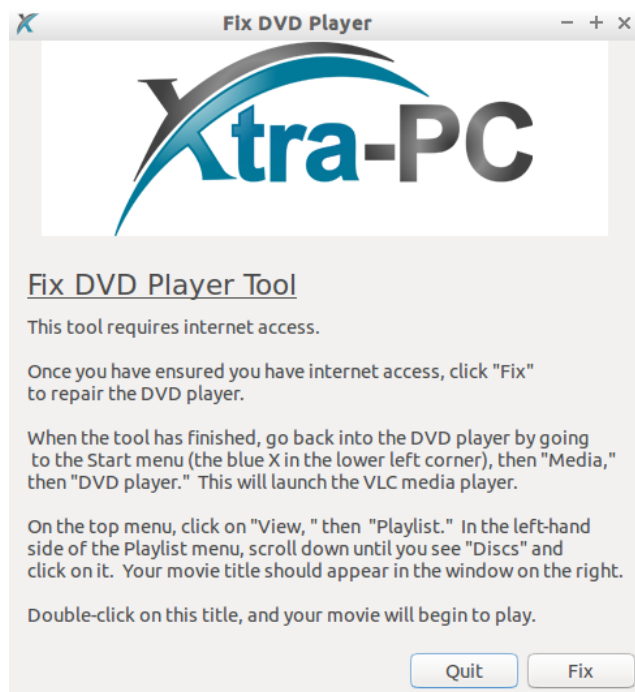 Fix DVD Player
Xtra-PC
Fix DVD Player Tool
This tool requires internet access.
Once you have ensured you have internet access, click "Fix"
to repair the DVD player.
When the tool has finished, go back into the DVD player by going
to the Start menu (the blue X in the lower left corner), then "Media,"
then "DVD player."  This will launch the VLC media player.
On the top menu, click on "View, " then  "Playlist."  In the left-hand
side of the Playlist menu, scroll down until you see "Discs" and
click on it.  Your movie title should appear in the window on the right.
Double-click on this title, and your movie will begin to play.
Quit Fix